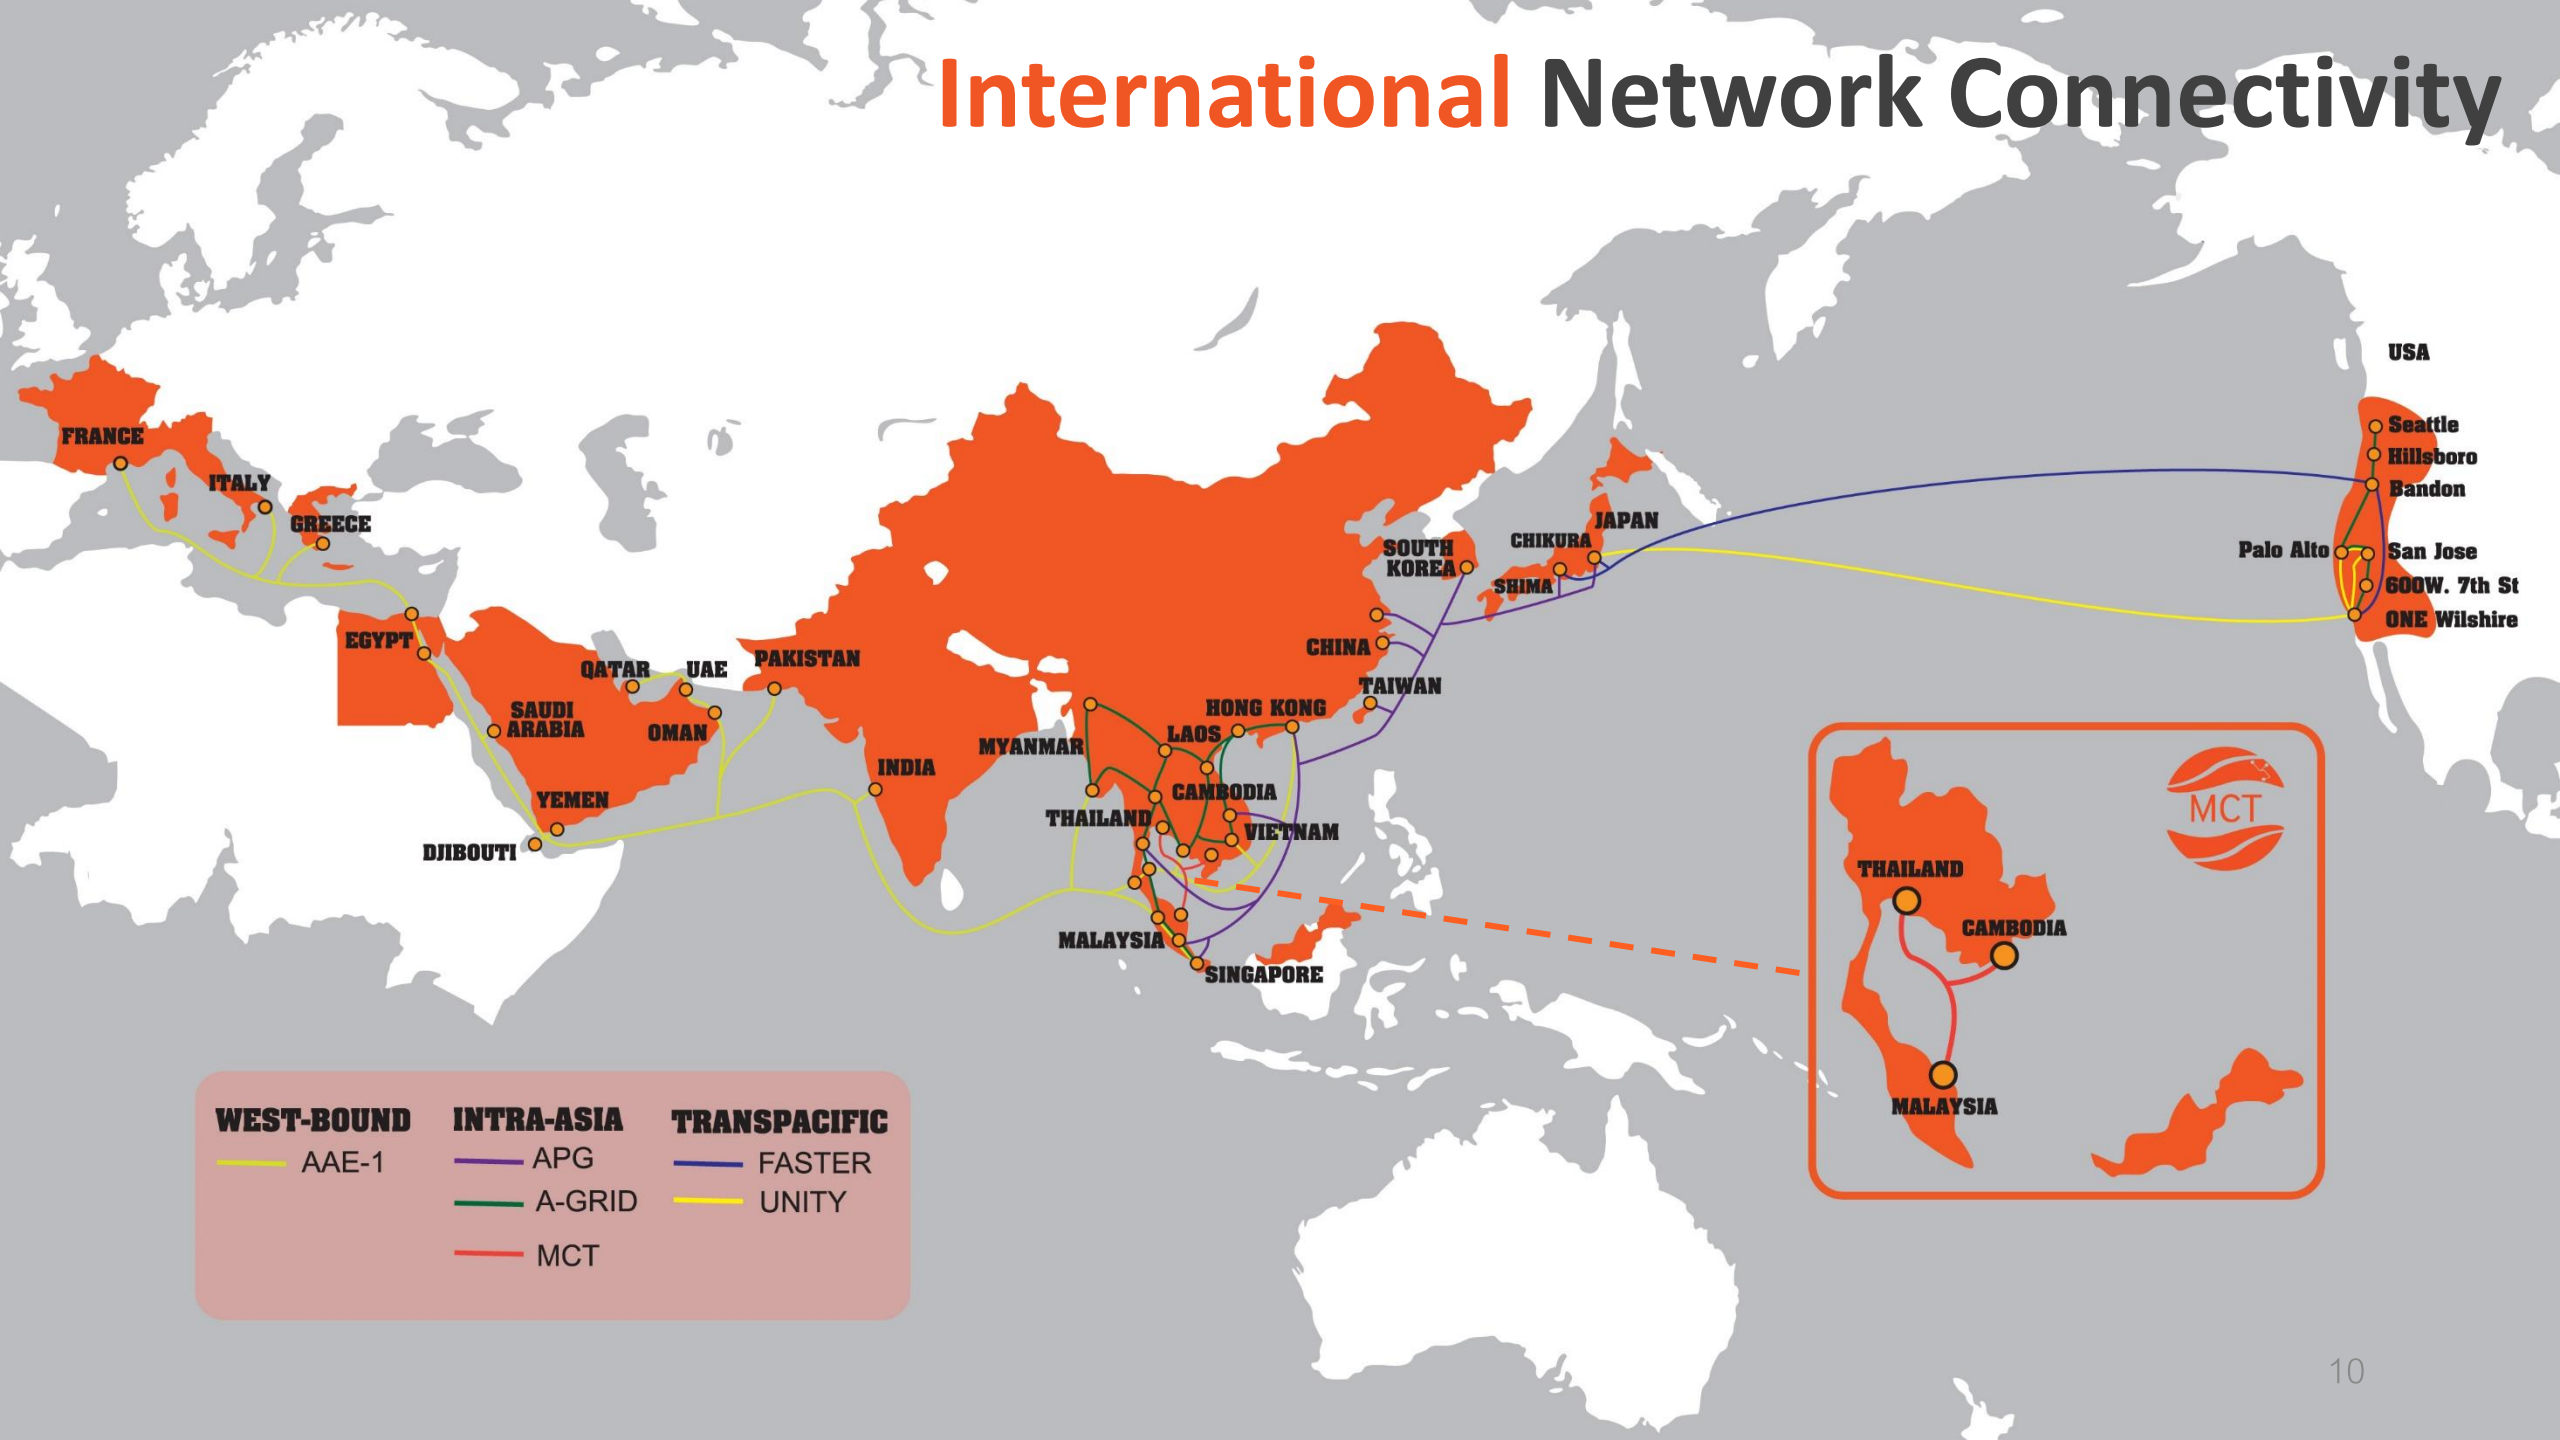 International Network Connectivity
USA
Seattle
Hillsboro
Bandon
Palo Alto
San Jose
600W. 7th St
ONE Wilshire
FRANCE
ITALY
GREECE
EGYPT
QATAR
UAE
PAKISTAN
SAUDI
ARABIA
OMAN
YEMEN
DJIBOUTI
INDIA
MYANMAR
THAILAND
LAOS
CAMBODIA
VIETNAM
MALAYSIA
SINGAPORE
HONG KONG
TAIWAN
CHINA
SOUTH
KOREA
JAPAN
CHIKURA
SHIMA
MCT
THAILAND
CAMBODIA
MALAYSIA
WEST-BOUND
AAE-1
INTRA-ASIA
APG
A-GRID
MCT
TRANSPACIFIC
FASTER
UNITY
10